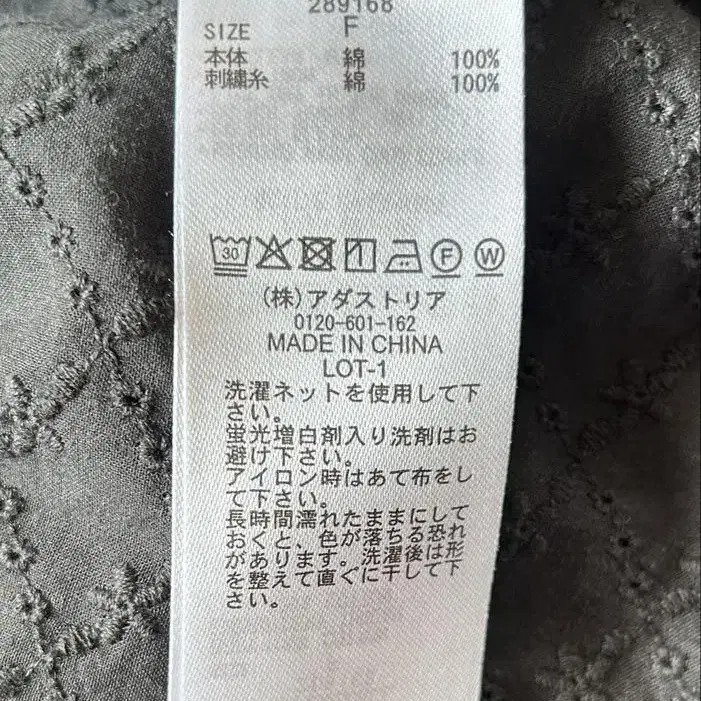 289168
SIZE F
本体 綿 100%
刺繍糸 綿 100%
30 F W
(株)アダストリア
0120-601-162
MADE IN CHINA
LOT-1
洗濯ネットを使用して下
さい。
蛍光増白剤入り洗剤はお
避け下さい。
アイロン時はあて布をし
て下さい。
長時間濡れたままにして
おくと、色が落ちる恐れ
があります。洗濯後は形
を整えて直ぐに干して下
さい。